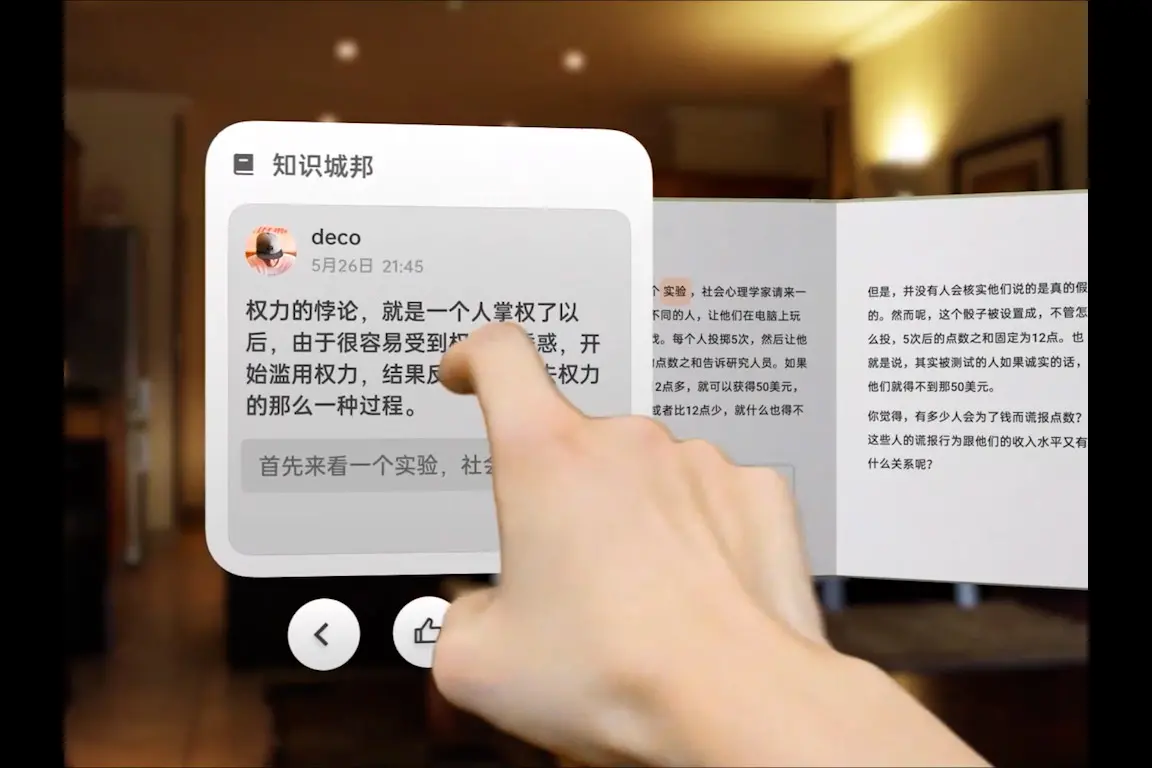 知识城邦
deco
5月26日 21:45
权力的悖论，就是一个人掌权了以
后，由于很容易受到权 惑，开
始滥用权力，结果反 去权力
的那么一种过程。
首先来看一个实验，社会
个实验，社会心理学家请来一
不同的人，让他们在电脑上玩
戏。每个人投掷5次，然后让他
点数之和告诉研究人员。如果
2点多，就可以获得50美元，
或者比12点少，就什么也得不
但是，并没有人会核实他们说的是真的假
的。然而呢，这个骰子被设置成，不管怎
么投，5次后的点数之和固定为12点。也
就是说，其实被测试的人如果诚实的话，
他们就得不到那50美元。
你觉得，有多少人会为了钱而谎报点数？
这些人的谎报行为跟他们的收入水平又有
什么关系呢？